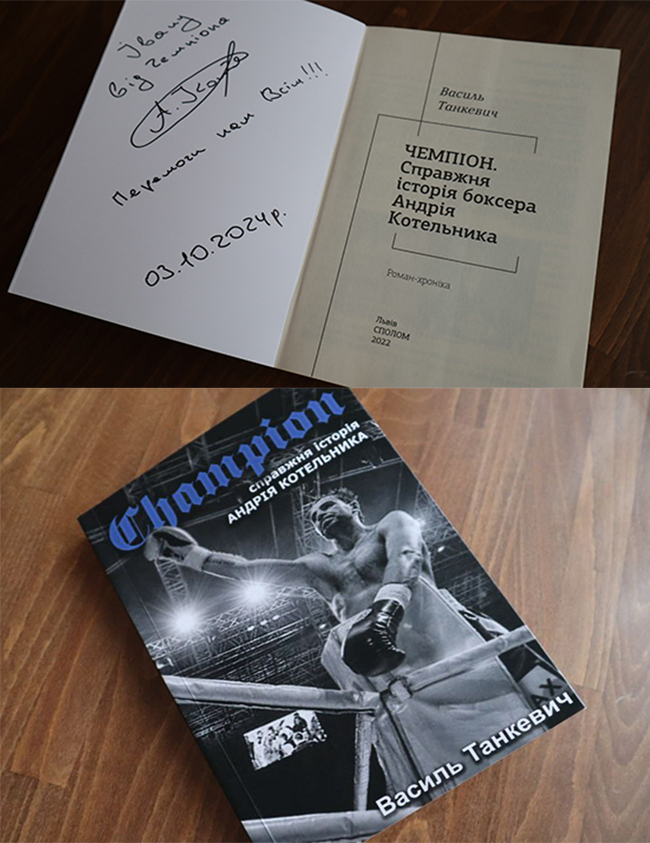 Івану
від чемпіона
Перемоги нам Всім!!!
03.10.2024р.
Василь
Танкевич
ЧЕМПІОН.
Справжня
історія боксера
Андрія
Котельника
Роман-хроніка
Львів
СПОЛОМ
2022
Champion
справжня історія
АНДРІЯ КОТЕЛЬНИКА
Василь Танкевич